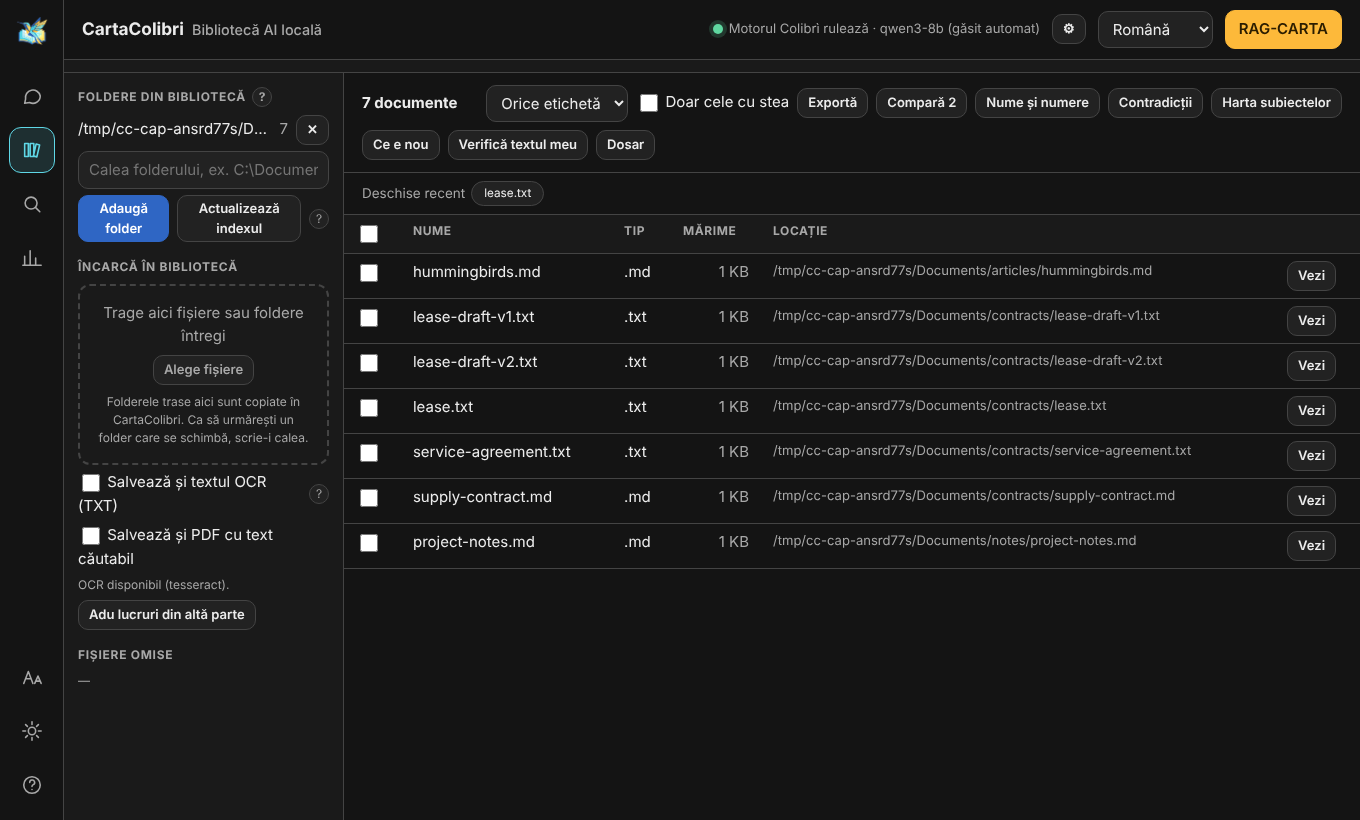 CartaColibri Bibliotecă AI locală
Motorul Colibrì rulează · qwen3-8b (găsit automat)
Română
RAG-CARTA
FOLDERE DIN BIBLIOTECĂ ?
/tmp/cc-cap-ansrd77s/D... 7 ×
Calea folderului, ex. C:\Documer
Adaugă
folder
Actualizează
indexul
?
ÎNCARCĂ ÎN BIBLIOTECĂ
Trage aici fișiere sau foldere
întregi
Alege fișiere
Folderele trase aici sunt copiate în
CartaColibri. Ca să urmărești un
folder care se schimbă, scrie-i calea.
Salvează și textul OCR
(TXT)
?
Salvează și PDF cu text
căutabil
OCR disponibil (tesseract).
Adu lucruri din altă parte
FIȘIERE OMISE
—
AA
7 documente Orice etichetă Doar cele cu stea Exportă Compară 2 Nume și numere Contradicții Harta subiectelor
Ce e nou Verifică textul meu Dosar
Deschise recent lease.txt
NUME TIP MĂRIME LOCAȚIE
hummingbirds.md .md 1 KB /tmp/cc-cap-ansrd77s/Documents/articles/hummingbirds.md Vezi
lease-draft-v1.txt .txt 1 KB /tmp/cc-cap-ansrd77s/Documents/contracts/lease-draft-v1.txt Vezi
lease-draft-v2.txt .txt 1 KB /tmp/cc-cap-ansrd77s/Documents/contracts/lease-draft-v2.txt Vezi
lease.txt .txt 1 KB /tmp/cc-cap-ansrd77s/Documents/contracts/lease.txt Vezi
service-agreement.txt .txt 1 KB /tmp/cc-cap-ansrd77s/Documents/contracts/service-agreement.txt Vezi
supply-contract.md .md 1 KB /tmp/cc-cap-ansrd77s/Documents/contracts/supply-contract.md Vezi
project-notes.md .md 1 KB /tmp/cc-cap-ansrd77s/Documents/notes/project-notes.md Vezi